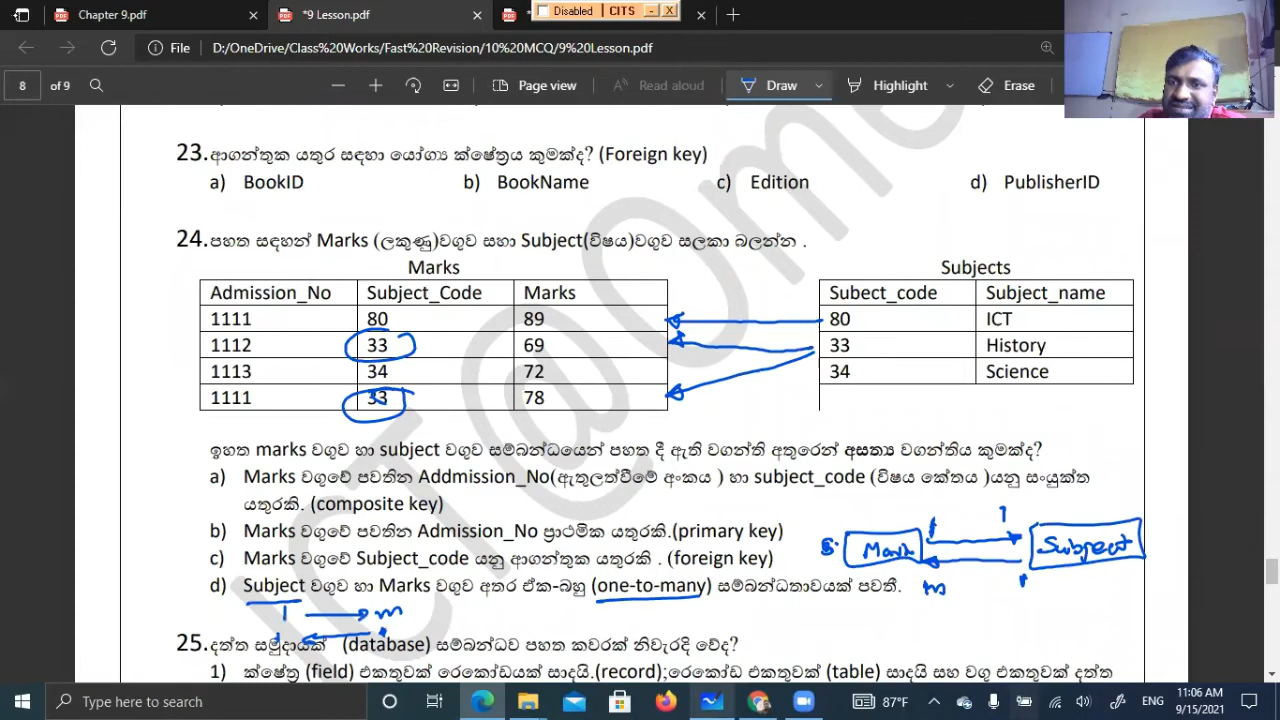 Chapter 9.pdf
*9 Lesson.pdf
Disabled CITS
File D:/OneDrive/Class%20Works/Fast%20Revision/10%20MCQ/9%20Lesson.pdf
8 of 9 Page view Read aloud Draw Highlight Erase
23. ආගන්තුක යතුර සඳහා යෝග්‍ය ක්ෂේත්‍රය කුමක්ද? (Foreign key)
a) BookID b) BookName c) Edition d) PublisherID
24. පහත සඳහන් Marks (ලකුණු)වගුව සහා Subject(විෂය)වගුව සලකා බලන්න .
Marks Subjects
Admission_No Subject_Code Marks Subect_code Subject_name
1111 80 89 80 ICT
1112 33 69 33 History
1113 34 72 34 Science
1111 33 78
ඉහත marks වගුව හා subject වගුව සම්බන්ධයෙන් පහත දී ඇති වගන්ති අතුරෙන් අසත්‍ය වගන්තිය කුමක්ද?
a) Marks වගුවේ පවතින Addmission_No(ඇතුලත්වීමේ අංකය ) හා subject_code (විෂය කේතය )යනු සංයුක්ත
යතුරකි. (composite key)
b) Marks වගුවේ පවතින Admission_No ප්‍රාථමික යතුරකි.(primary key)
c) Marks වගුවේ Subject_code යනු ආගන්තුක යතුරකි . (foreign key)
d) Subject වගුව හා Marks වගුව අතර ඒක-බහු (one-to-many) සම්බන්ධතාවයක් පවතී.
1 1
Mark Subject
m 1
1 m
25. දත්ත සමුදායක් (database) සම්බන්ධව පහත කවරක් නිවැරදි වේද?
1) ක්ෂේත්‍ර (field) එකතුවක් රෙකෝඩයක් සාදයි.(record);රෙකෝඩ එකතුවක් (table) සාදයි සහ වගු එකතුවක් දත්ත
Type here to search
87°F ENG 11:06 AM
9/15/2021